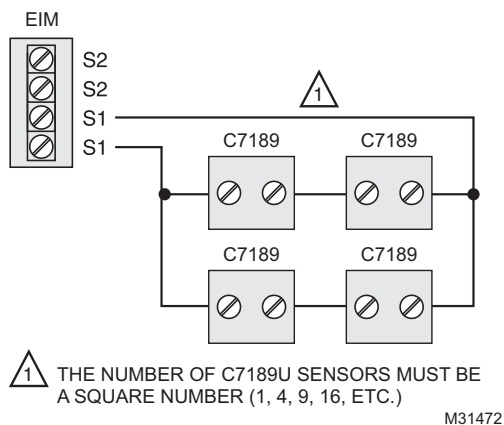 EIM
S2
S2
S1
S1
1
C7189
C7189
C7189
C7189
1 THE NUMBER OF C7189U SENSORS MUST BE
A SQUARE NUMBER (1, 4, 9, 16, ETC.)
M31472